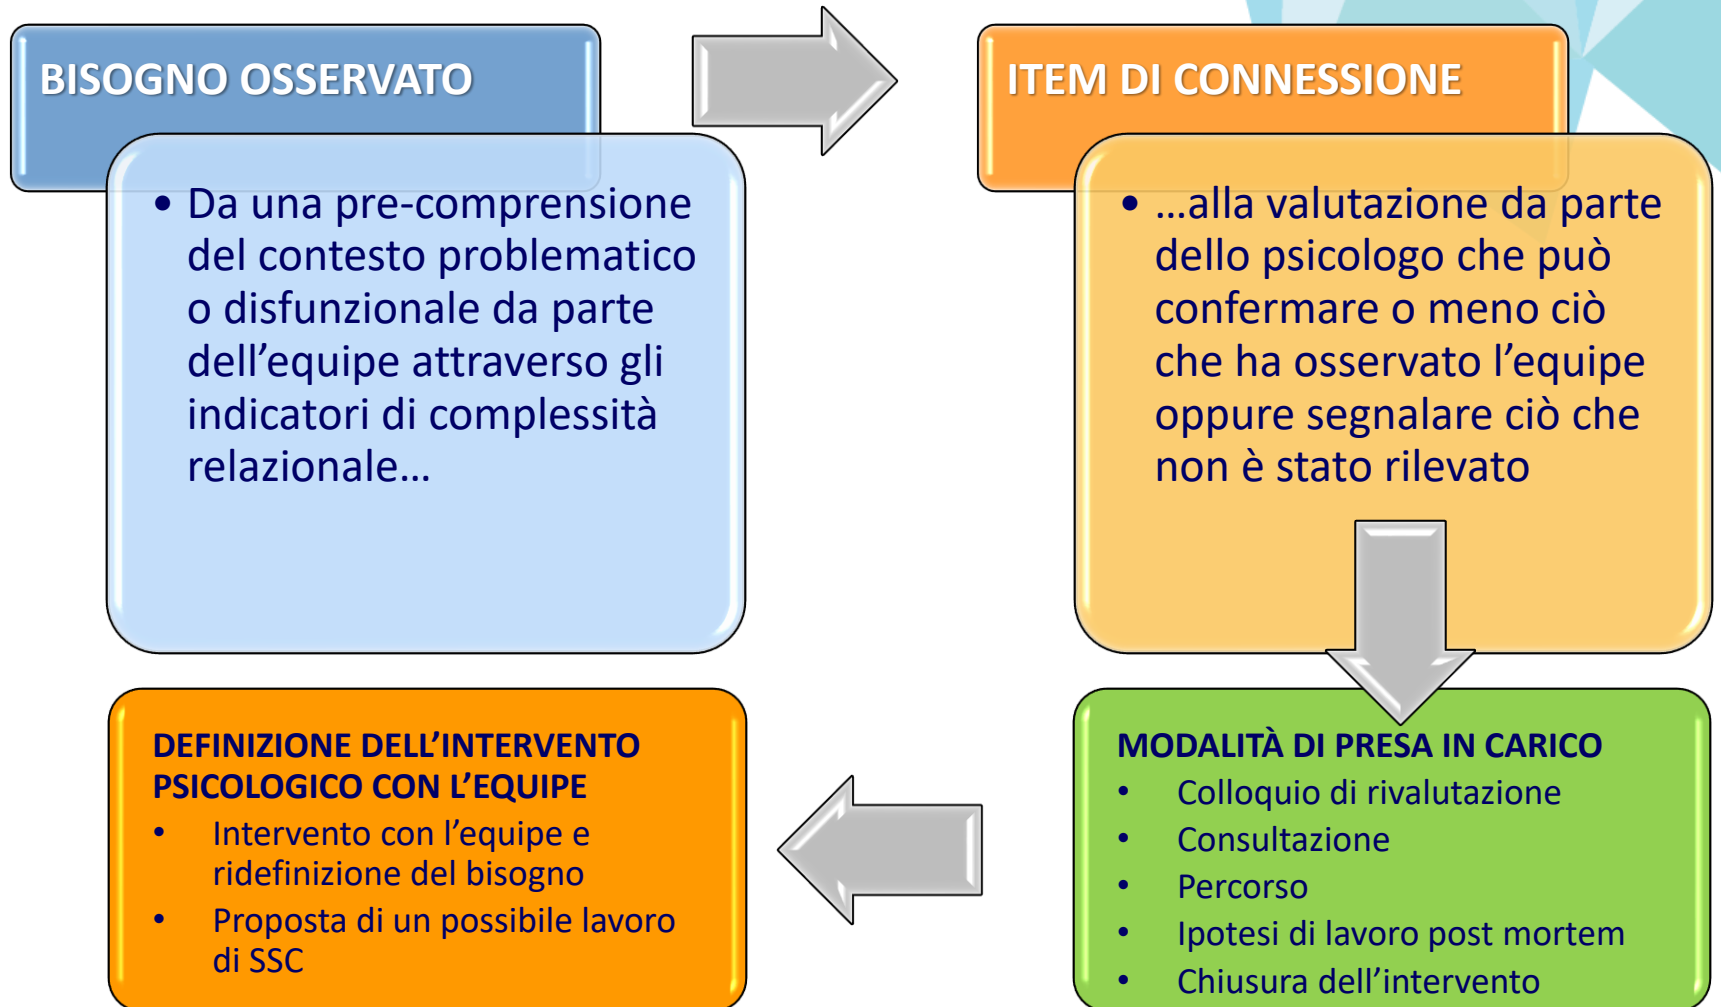 BISOGNO OSSERVATO
• Da una pre-comprensione
del contesto problematico
o disfunzionale da parte
dell’equipe attraverso gli
indicatori di complessità
relazionale…
ITEM DI CONNESSIONE
• …alla valutazione da parte
dello psicologo che può
confermare o meno ciò
che ha osservato l’equipe
oppure segnalare ciò che
non è stato rilevato
MODALITÀ DI PRESA IN CARICO
• Colloquio di rivalutazione
• Consultazione
• Percorso
• Ipotesi di lavoro post mortem
• Chiusura dell’intervento
DEFINIZIONE DELL’INTERVENTO
PSICOLOGICO CON L’EQUIPE
• Intervento con l’equipe e
ridefinizione del bisogno
• Proposta di un possibile lavoro
di SSC